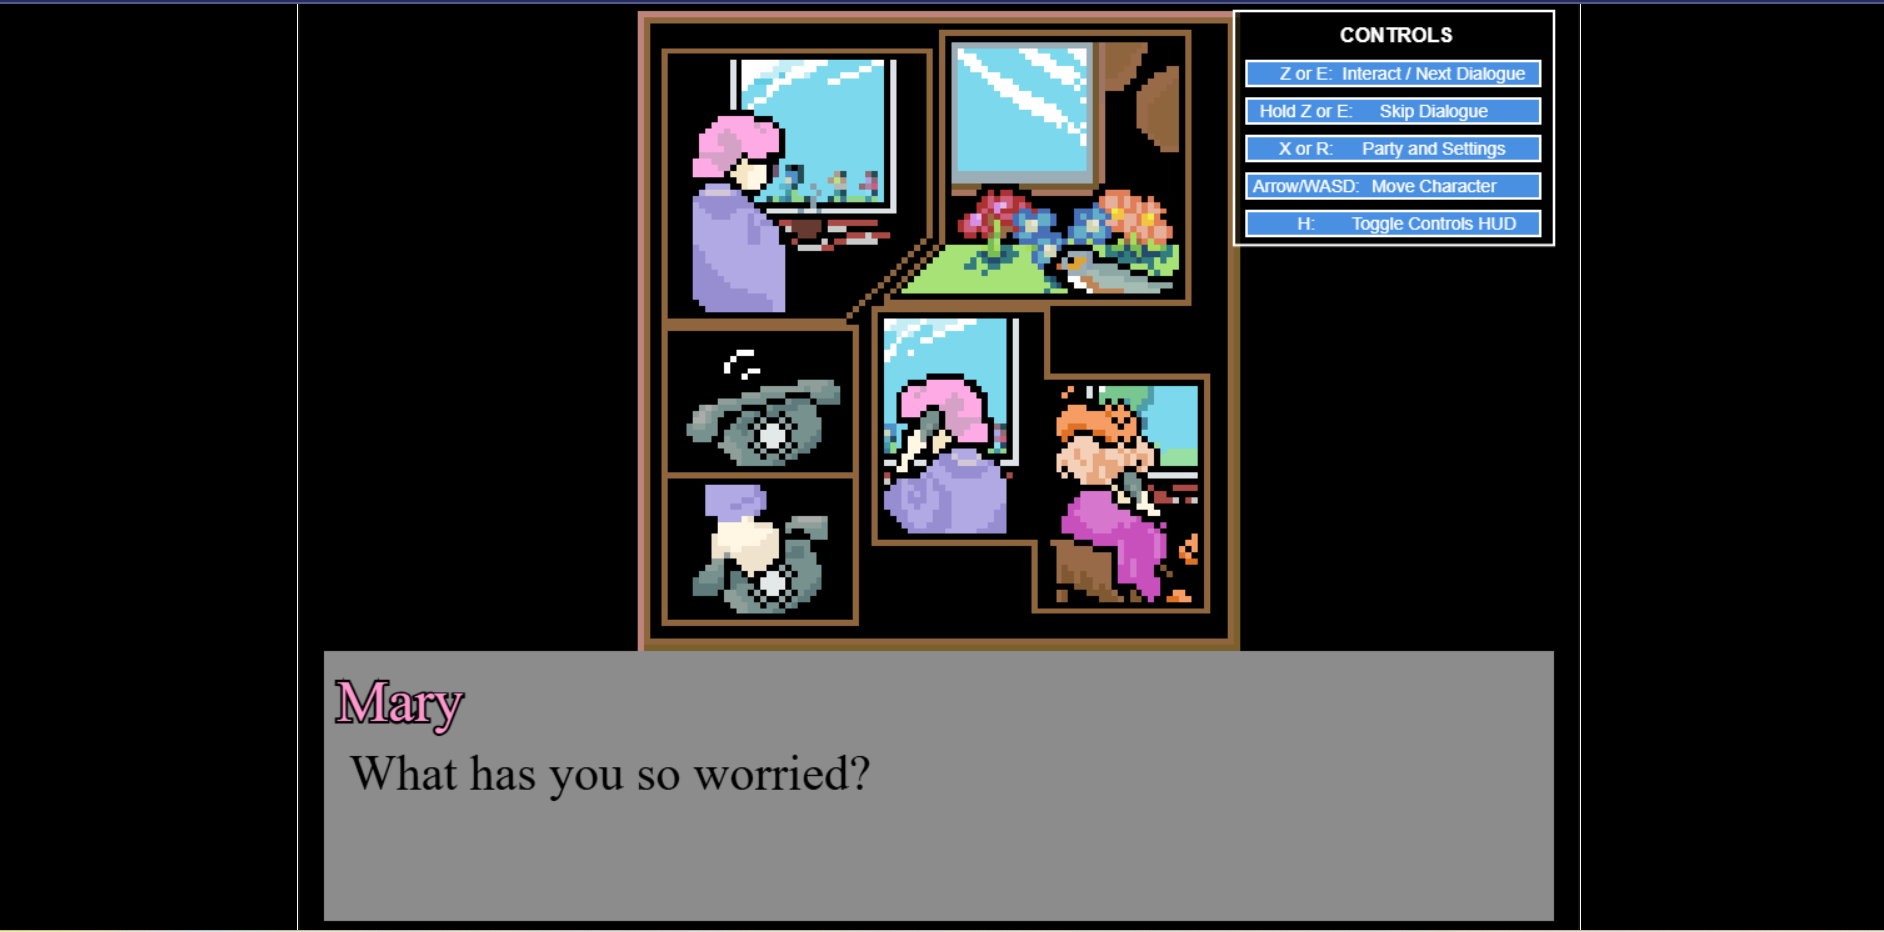 CONTROLS
Z or E: Interact / Next Dialogue
Hold Z or E: Skip Dialogue
X or R: Party and Settings
Arrow/WASD: Move Character
H: Toggle Controls HUD
Mary
What has you so worried?